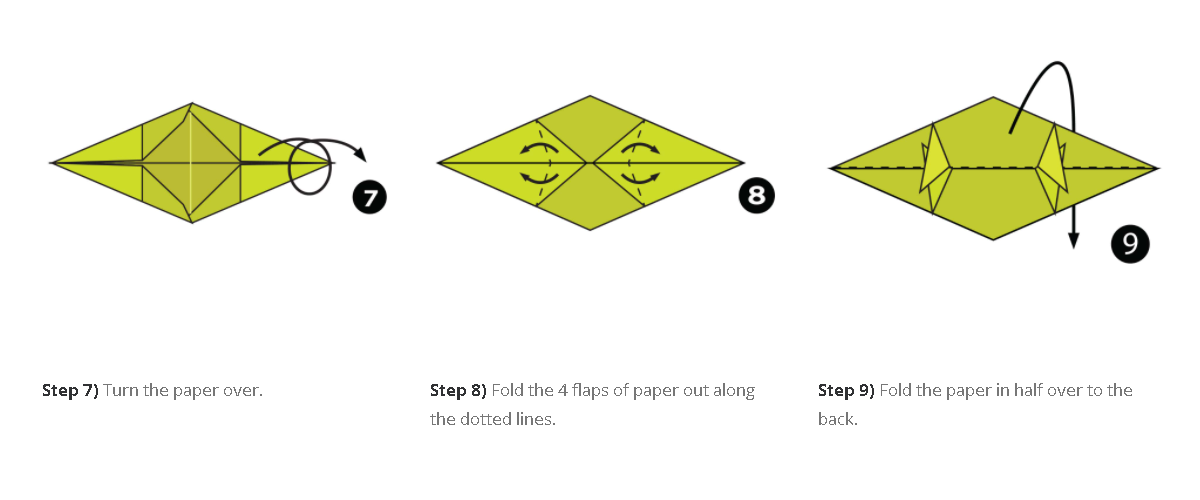 7
8
9
Step 7) Turn the paper over.
Step 8) Fold the 4 flaps of paper out along
the dotted lines.
Step 9) Fold the paper in half over to the
back.